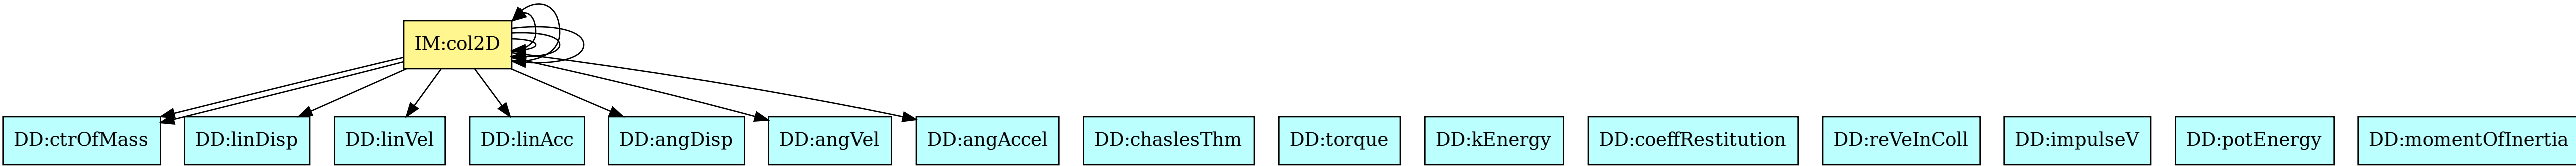 IM:col2D
DD:ctrOfMass
DD:linDisp
DD:linVel
DD:linAcc
DD:angDisp
DD:angVel
DD:angAccel
DD:chaslesThm
DD:torque
DD:kEnergy
DD:coeffRestitution
DD:reVeInColl
DD:impulseV
DD:potEnergy
DD:momentOfInertia